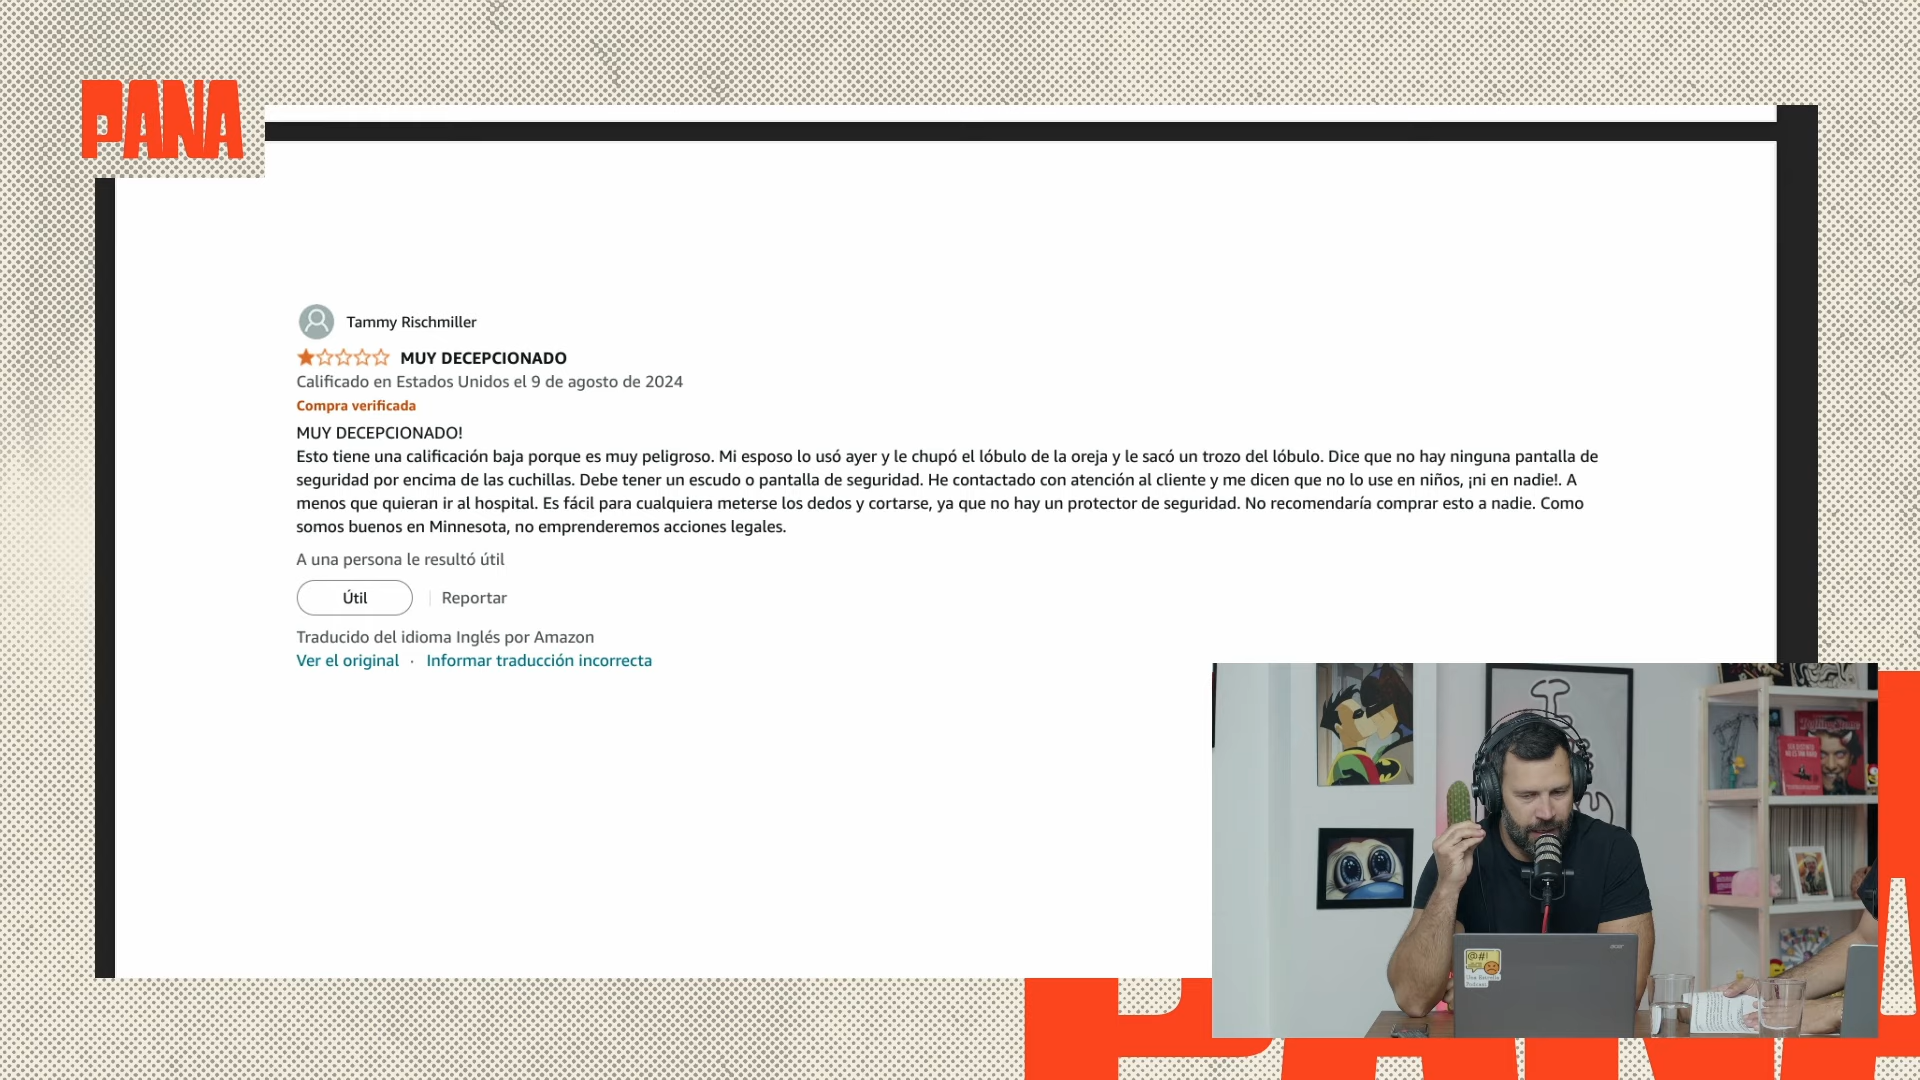 PANA
Tammy Rischmiller
MUY DECEPCIONADO
Calificado en Estados Unidos el 9 de agosto de 2024
Compra verificada
MUY DECEPCIONADO!
Esto tiene una calificación baja porque es muy peligroso. Mi esposo lo usó ayer y le chupó el lóbulo de la oreja y le sacó un trozo del lóbulo. Dice que no hay ninguna pantalla de
seguridad por encima de las cuchillas. Debe tener un escudo o pantalla de seguridad. He contactado con atención al cliente y me dicen que no lo use en niños, ¡ni en nadie!. A
menos que quieran ir al hospital. Es fácil para cualquiera meterse los dedos y cortarse, ya que no hay un protector de seguridad. No recomendaría comprar esto a nadie. Como
somos buenos en Minnesota, no emprenderemos acciones legales.
A una persona le resultó útil
Útil | Reportar
Traducido del idioma Inglés por Amazon
Ver el original · Informar traducción incorrecta
acer
@#!